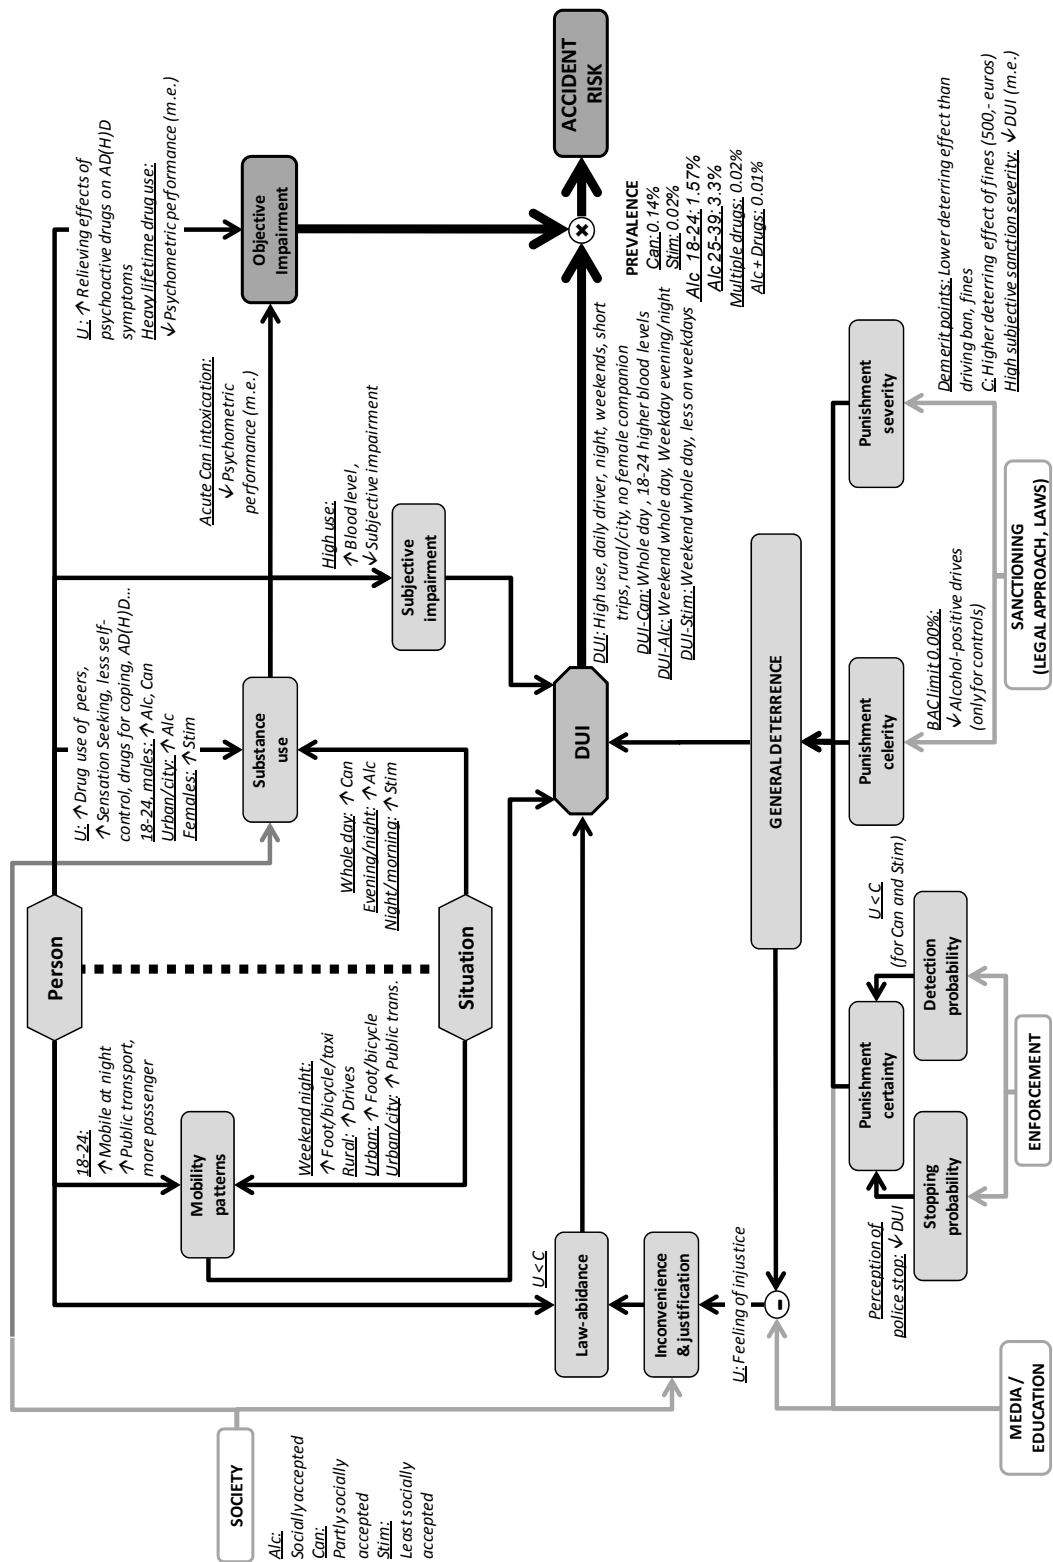 SOCIETY
Alc:
Socially accepted
Can:
Partly socially
accepted
Stim:
Least socially
accepted
Person
18-24:
↑Mobile at night
↑Public transport,
more passenger
Mobility
patterns
Weekend night:
↑Foot/bicycle/taxi
Rural: ↑Drives
Urban: ↑Foot/bicycle
Urban/city: ↑ Public trans.
Situation
U: ↑Drug use of peers,
↑Sensation Seeking, less self-
control, drugs for coping, AD(H)D...
18-24, males: ↑Alc, Can
Urban/city: ↑Alc
Females: ↑Stim
Substance
use
Whole day: ↑Can
Evening/night: ↑Alc
Night/morning: ↑Stim
Acute Can intoxication:
↓Psychometric
performance (m.e.)
High use:
↑Blood level,
↓Subjective impairment
Subjective
impairment
U: ↑Relieving effects of
psychoactive drugs on AD(H)D
symptoms
Heavy lifetime drug use:
↓Psychometric performance (m.e.)
Objective
Impairment
U < C
Law-abidance
Inconvenience
& justification
U: Feeling of injustice
–
DUI
DUI: High use, daily driver, night, weekends, short
trips, rural/city, no female companion
DUI-Can: Whole day , 18-24 higher blood levels
DUI-Alc: Weekend whole day, Weekday evening/night
DUI-Stim: Weekend whole day, less on weekdays
×
ACCIDENT
RISK
PREVALENCE
Can: 0.14%
Stim: 0.02%
Alc 18-24: 1.57%
Alc 25-39: 3.3%
Multiple drugs: 0.02%
Alc + Drugs: 0.01%
GENERAL DETERRENCE
Perception of
police stop: ↓DUI
Stopping
probability
Punishment
certainty
U < C
(for Can and Stim)
Detection
probability
Punishment
celerity
Punishment
severity
BAC limit 0.00%:
↓Alcohol-positive drives
(only for controls)
Demerit points: Lower deterring effect than
driving ban, fines
C: Higher deterring effect of fines (500,- euros)
High subjective sanction severity: ↓DUI (m.e.)
MEDIA /
EDUCATION
ENFORCEMENT
SANCTIONING
(LEGAL APPROACH, LAWS)